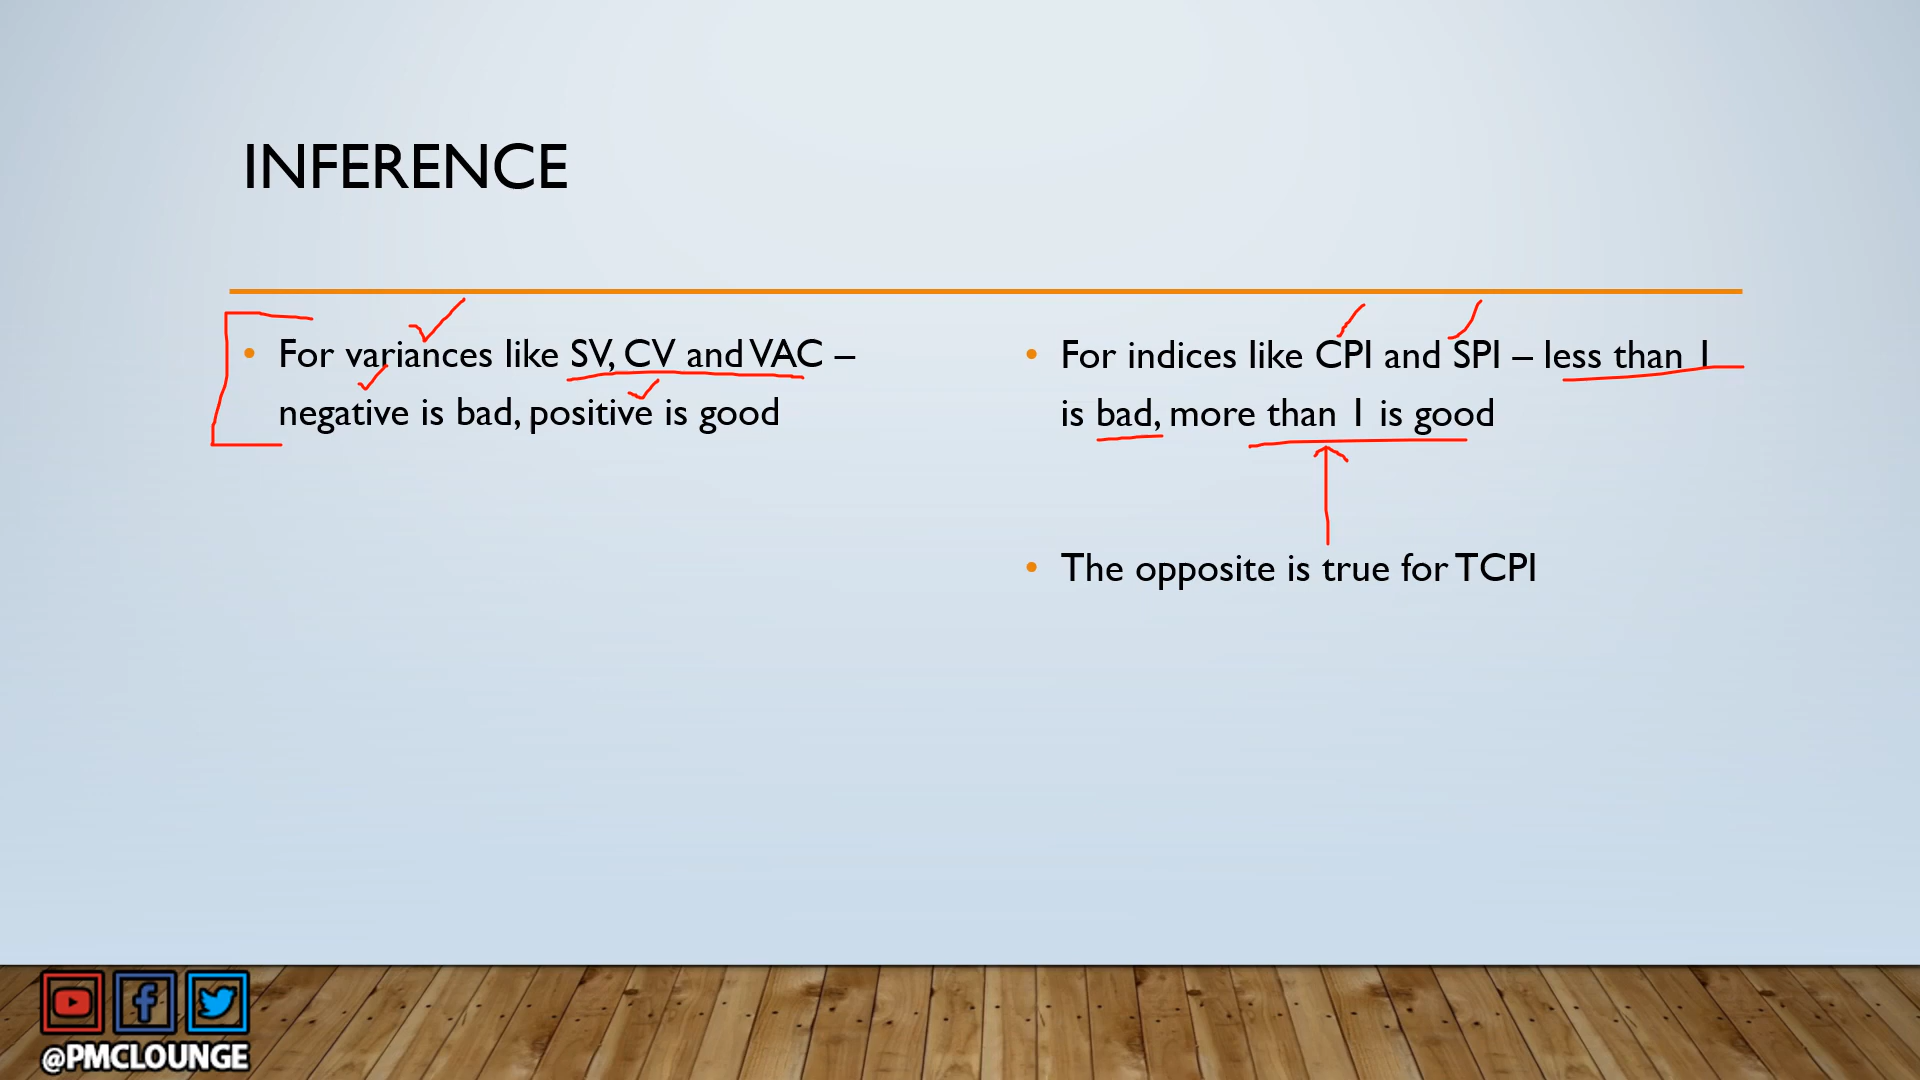 INFERENCE
• For variances like SV, CV and VAC –
negative is bad, positive is good
• For indices like CPI and SPI – less than 1
is bad, more than 1 is good
• The opposite is true for TCPI
@PMCLOUNGE